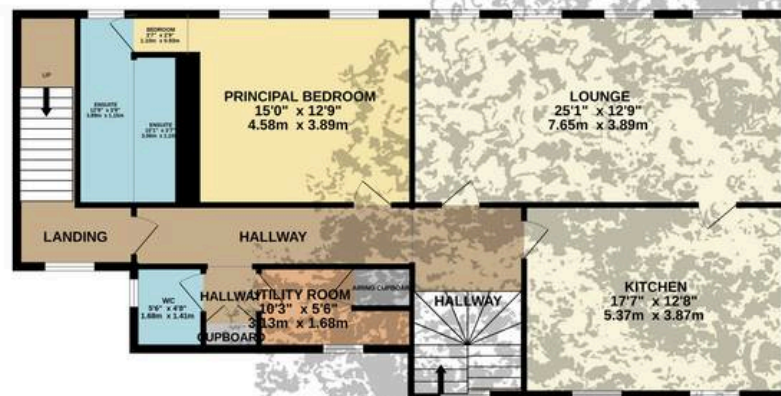 BEDROOM
UP
PRINCIPAL BEDROOM
15'0" x 12'9"
4.58m x 3.89m
LOUNGE
25'1" x 12'9"
7.65m x 3.89m
ENSUITE
ENSUITE
LANDING
HALLWAY
WC
5'6" x 4'8"
1.68m x 1.41m
HALLWAY
CUPBOARD
UTILITY ROOM
10'3" x 5'6"
3.13m x 1.68m
AIRING CUPBOARD
HALLWAY
KITCHEN
17'7" x 12'8"
5.37m x 3.87m